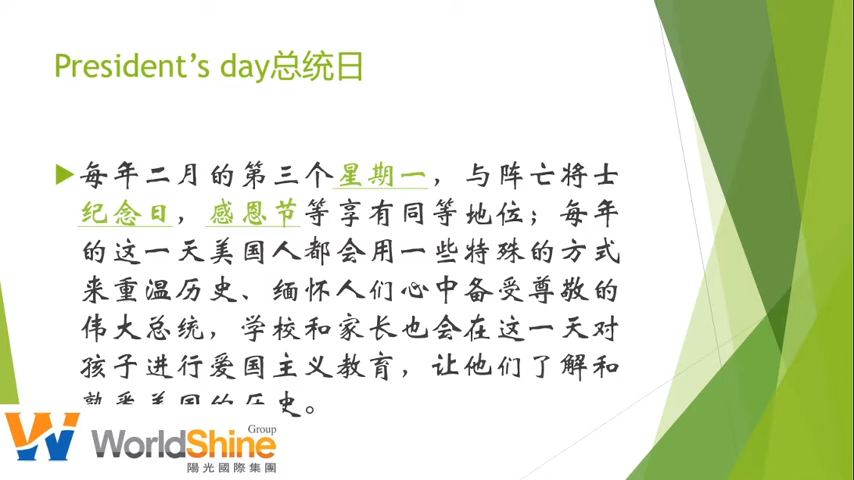 President’s day总统日
每年二月的第三个星期一，与阵亡将士
纪念日，感恩节等享有同等地位；每年
的这一天美国人都会用一些特殊的方式
来重温历史、缅怀人们心中备受尊敬的
伟大总统，学校和家长也会在这一天对
孩子进行爱国主义教育，让他们了解和
熟悉美国的历史。
Group
WorldShine
陽光國際集團